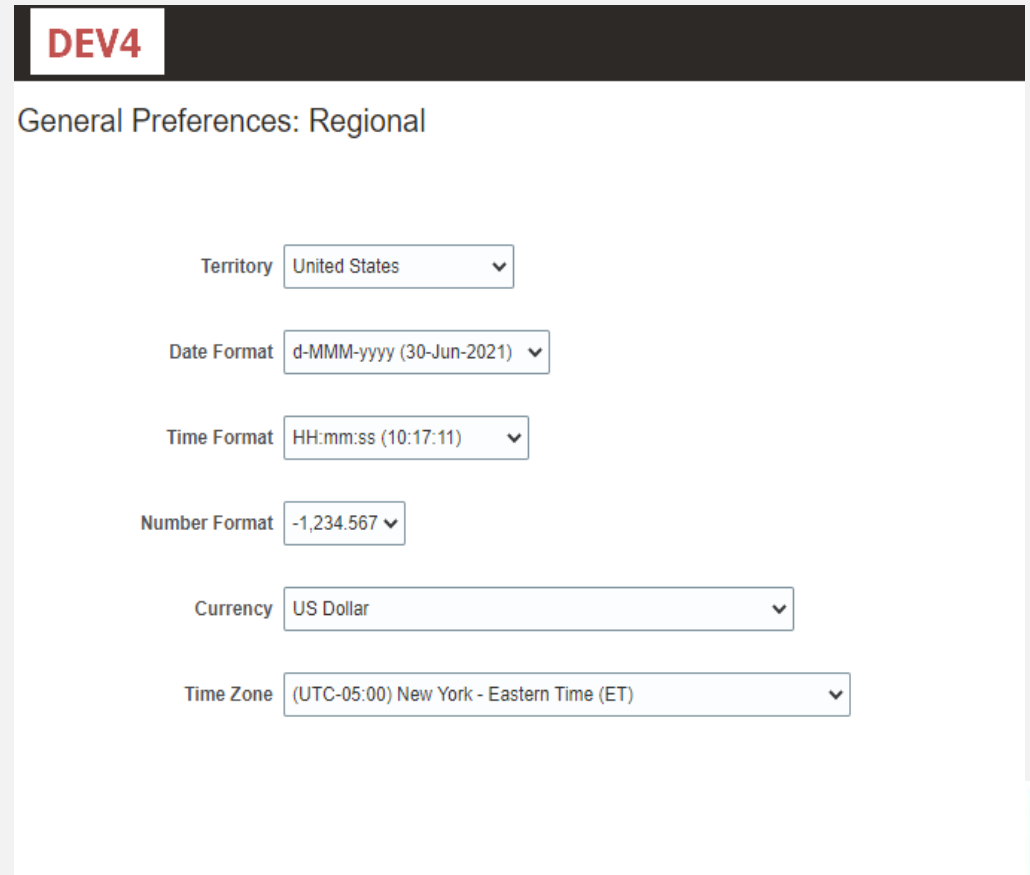 DEV4
General Preferences: Regional
Territory United States
Date Format d-MMM-yyyy (30-Jun-2021)
Time Format HH:mm:ss (10:17:11)
Number Format -1,234.567
Currency US Dollar
Time Zone (UTC-05:00) New York - Eastern Time (ET)